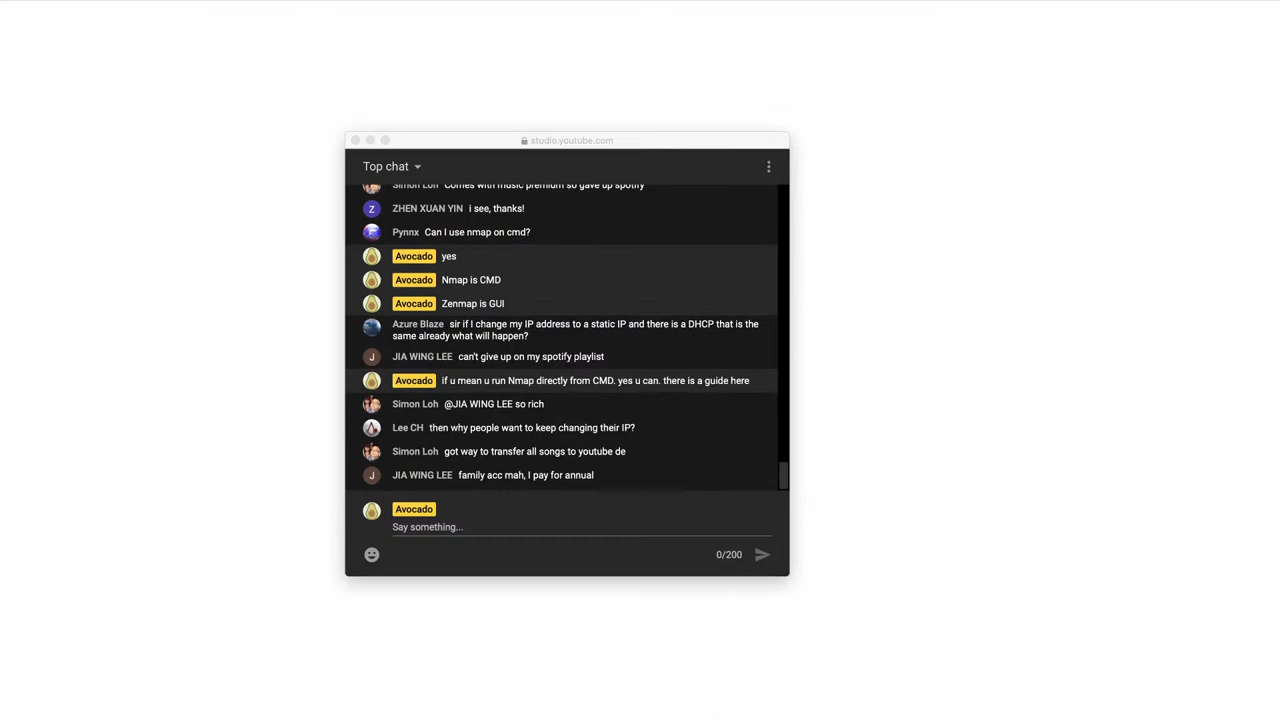 studio.youtube.com
Top chat
Simon Loh Comes with music premium so gave up spotify
Z ZHEN XUAN YIN i see, thanks!
Pynnx Can I use nmap on cmd?
Avocado yes
Avocado Nmap is CMD
Avocado Zenmap is GUI
Azure Blaze sir if I change my IP address to a static IP and there is a DHCP that is the
same already what will happen?
J JIA WING LEE can't give up on my spotify playlist
Avocado if u mean u run Nmap directly from CMD. yes u can. there is a guide here
Simon Loh @JIA WING LEE so rich
Lee CH then why people want to keep changing their IP?
Simon Loh got way to transfer all songs to youtube de
J JIA WING LEE family acc mah, I pay for annual
Avocado
Say something...
0/200